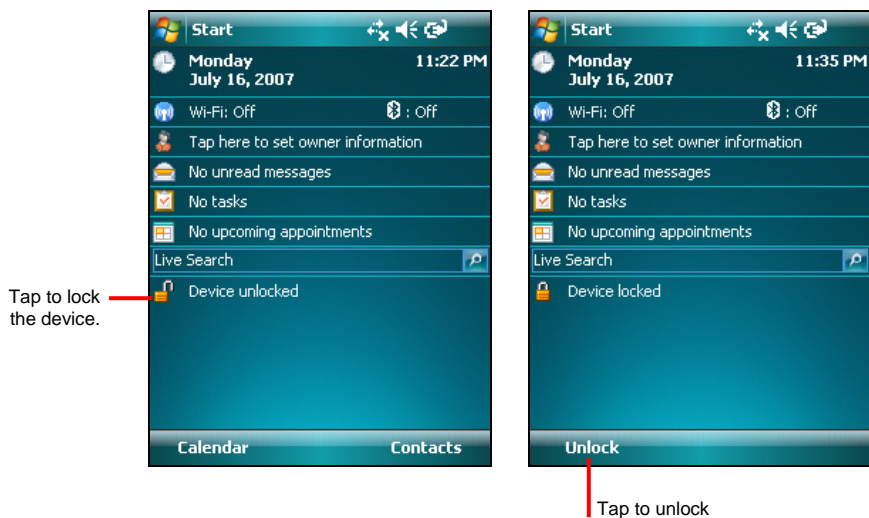 Start
Monday 11:22 PM
July 16, 2007
Wi-Fi: Off : Off
Tap here to set owner information
No unread messages
No tasks
No upcoming appointments
Live Search
Device unlocked
Calendar Contacts
Tap to lock
the device.
Start
Monday 11:35 PM
July 16, 2007
Wi-Fi: Off : Off
Tap here to set owner information
No unread messages
No tasks
No upcoming appointments
Live Search
Device locked
Unlock
Tap to unlock